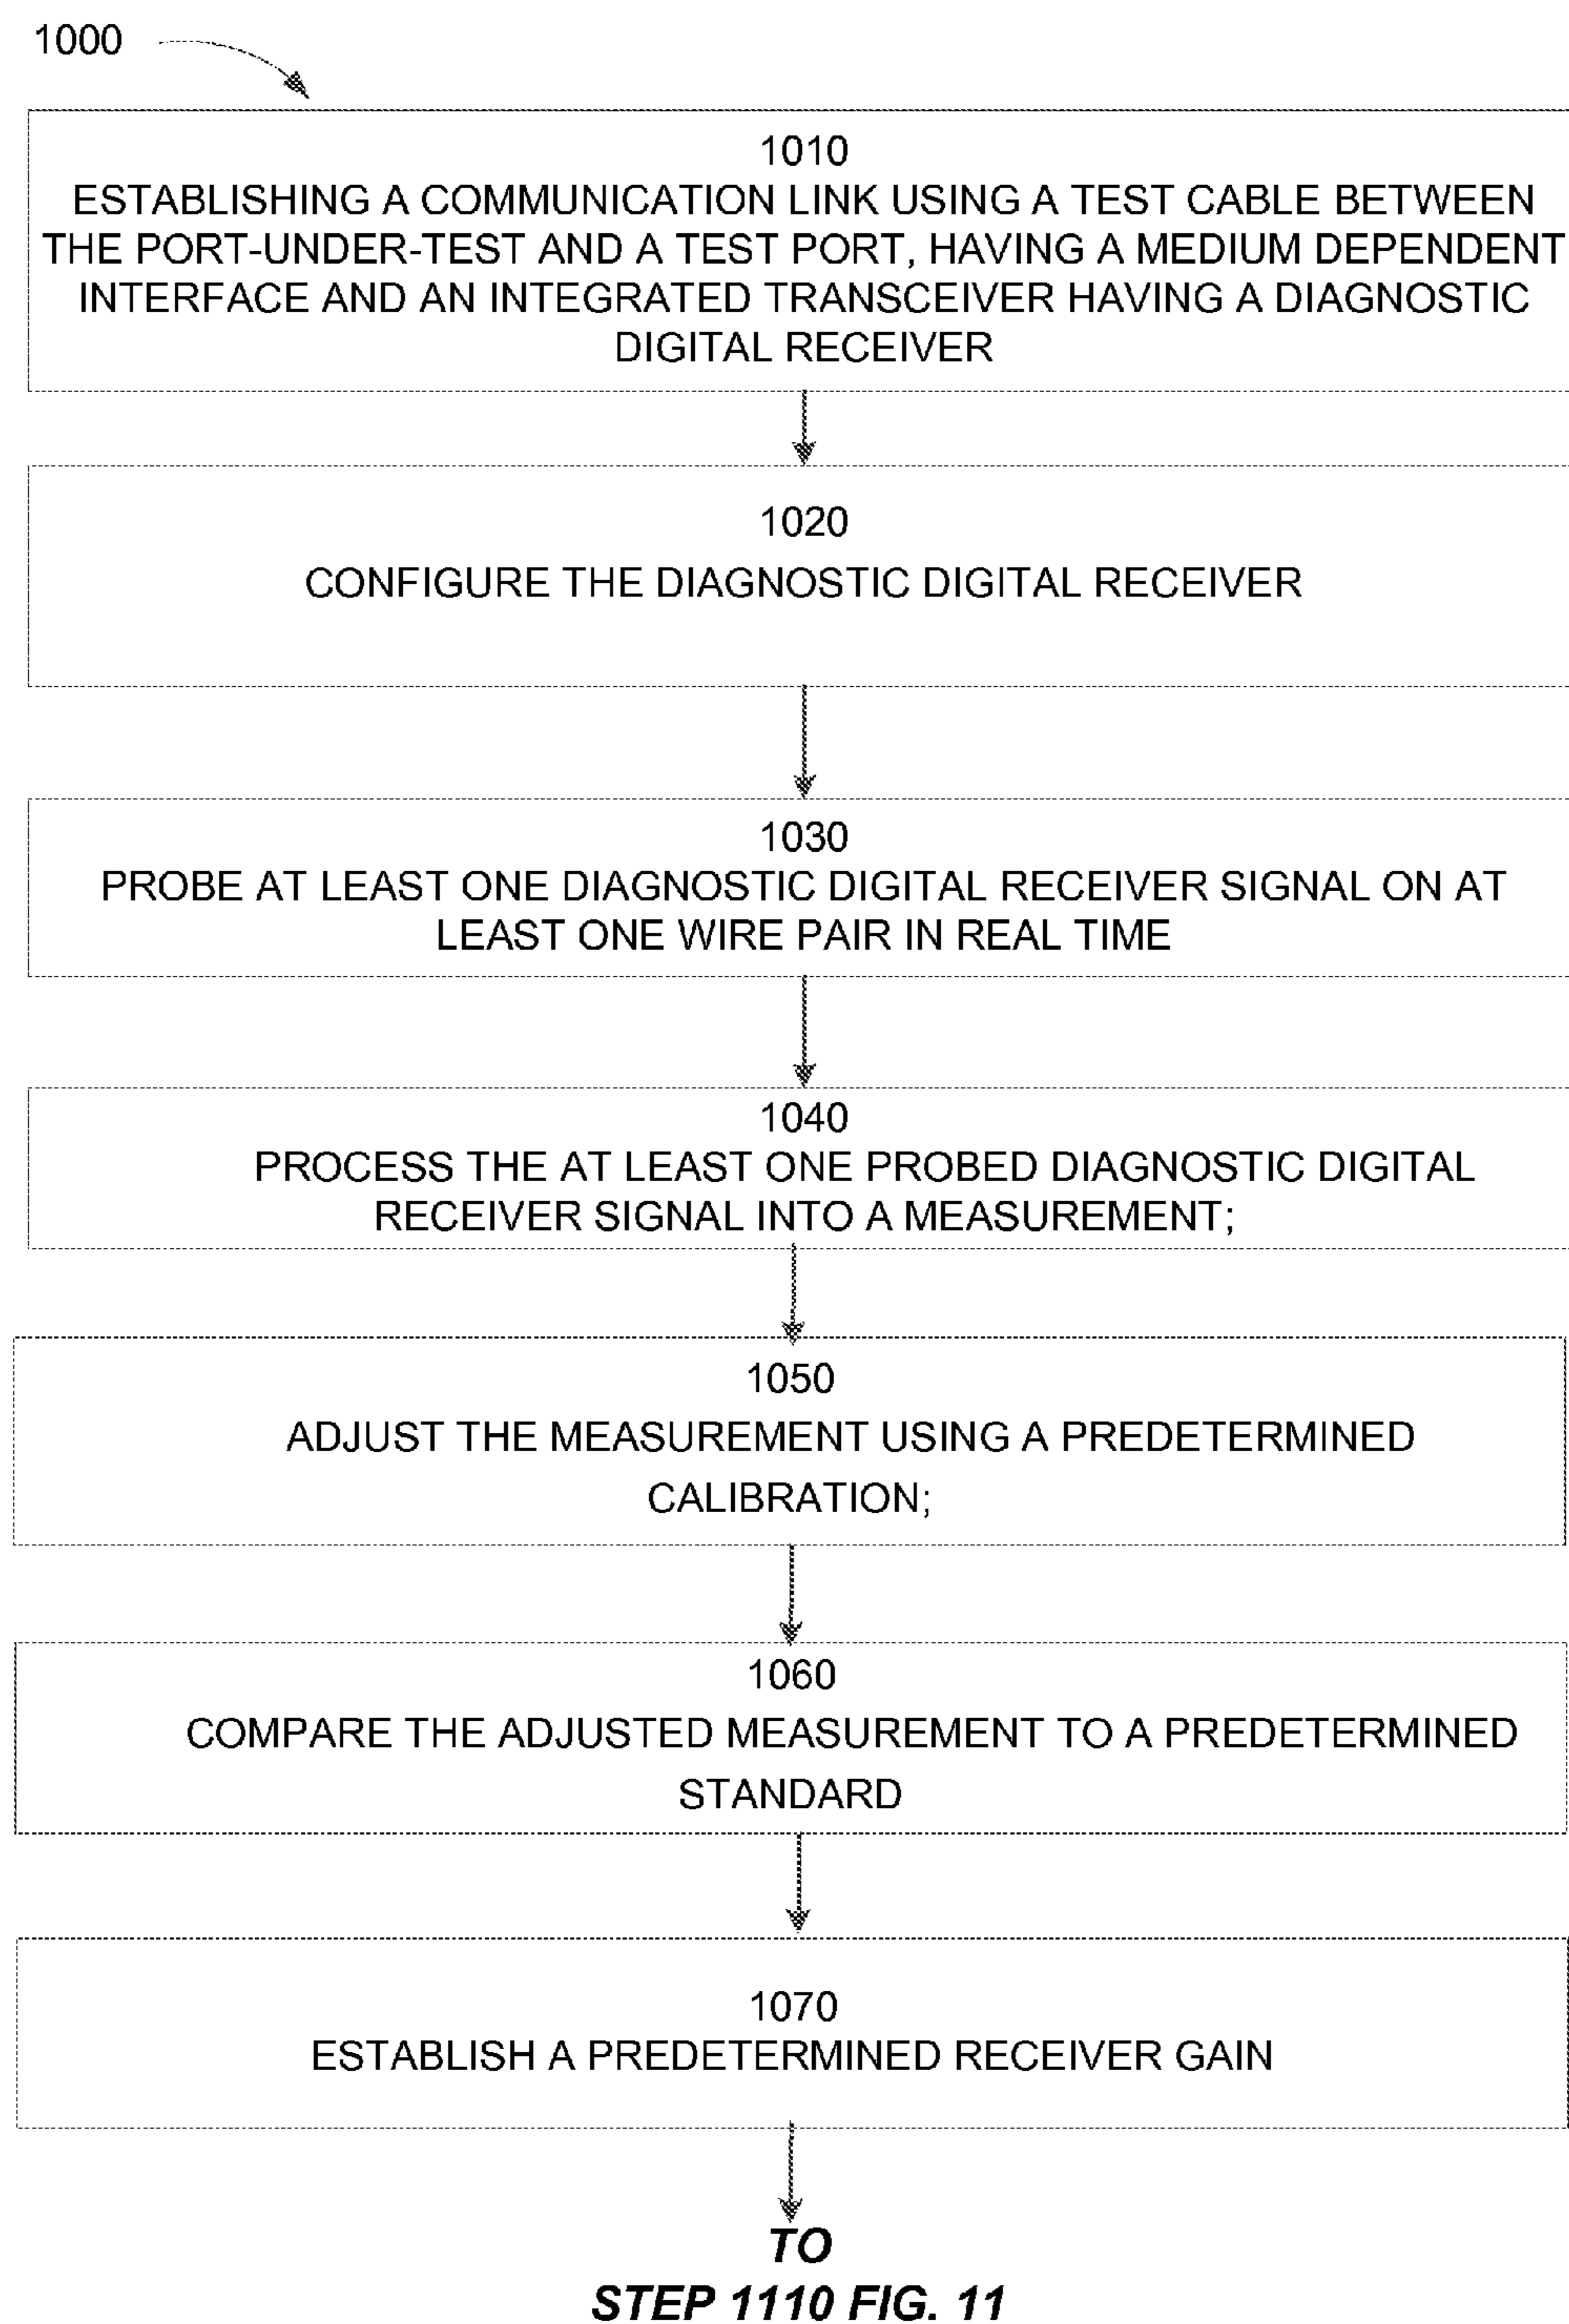 1000
1010
ESTABLISHING A COMMUNICATION LINK USING A TEST CABLE BETWEEN
THE PORT-UNDER-TEST AND A TEST PORT, HAVING A MEDIUM DEPENDENT
INTERFACE AND AN INTEGRATED TRANSCEIVER HAVING A DIAGNOSTIC
DIGITAL RECEIVER
1020
CONFIGURE THE DIAGNOSTIC DIGITAL RECEIVER
1030
PROBE AT LEAST ONE DIAGNOSTIC DIGITAL RECEIVER SIGNAL ON AT
LEAST ONE WIRE PAIR IN REAL TIME
1040
PROCESS THE AT LEAST ONE PROBED DIAGNOSTIC DIGITAL
RECEIVER SIGNAL INTO A MEASUREMENT;
1050
ADJUST THE MEASUREMENT USING A PREDETERMINED
CALIBRATION;
1060
COMPARE THE ADJUSTED MEASUREMENT TO A PREDETERMINED
STANDARD
1070
ESTABLISH A PREDETERMINED RECEIVER GAIN
TO
STEP 1110 FIG. 11